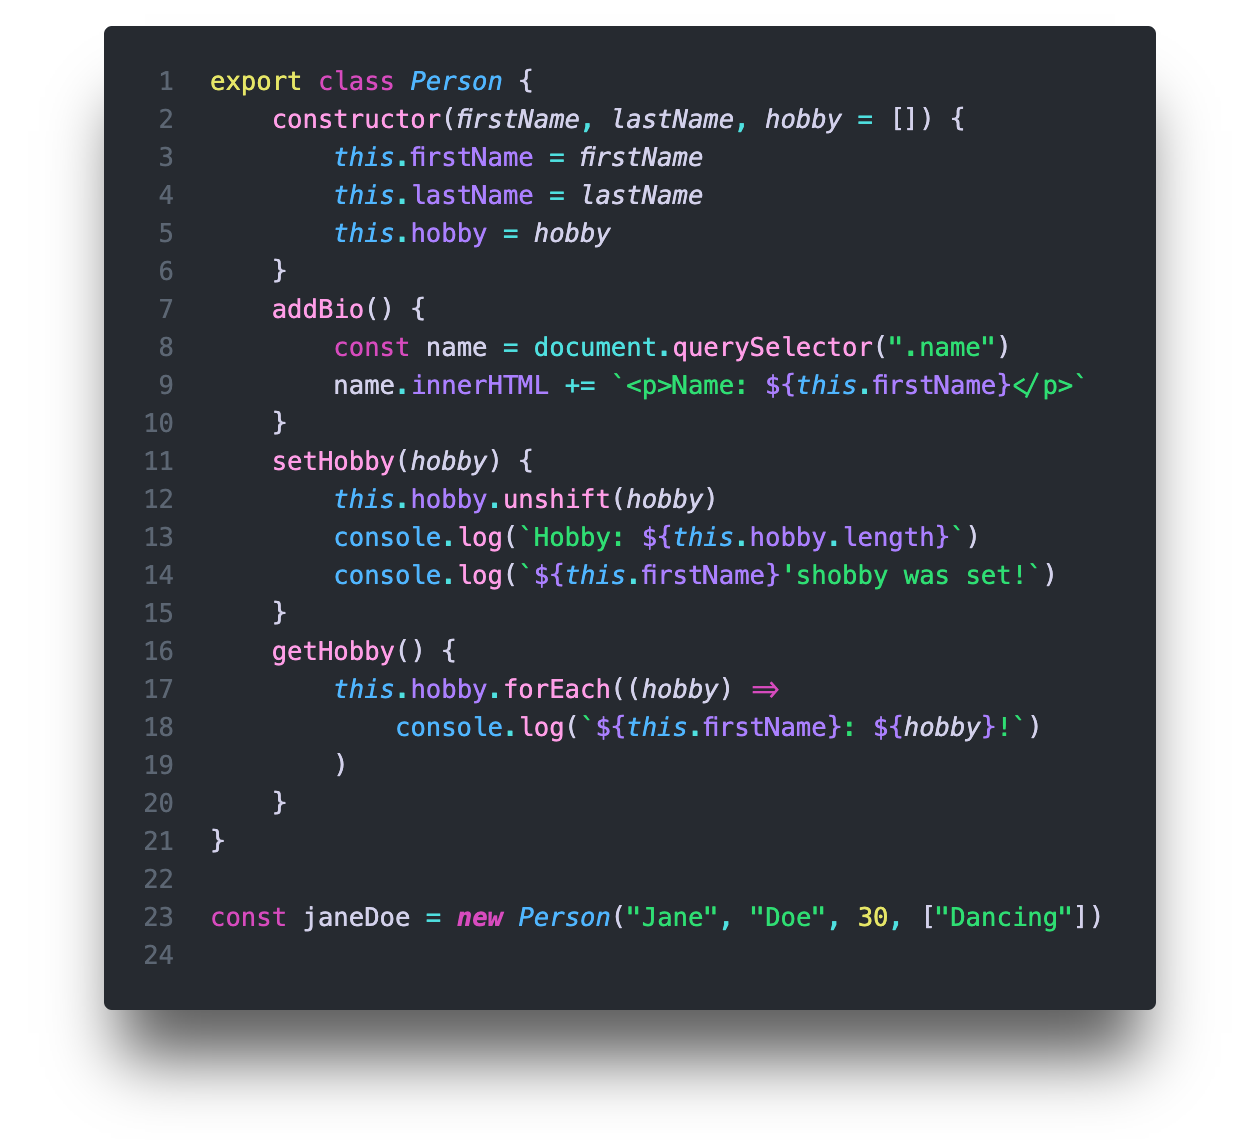 1 export class Person {
2 constructor(firstName, lastName, hobby = []) {
3 this.firstName = firstName
4 this.lastName = lastName
5 this.hobby = hobby
6 }
7 addBio() {
8 const name = document.querySelector(".name")
9 name.innerHTML += `<p>Name: ${this.firstName}</p>`
10 }
11 setHobby(hobby) {
12 this.hobby.unshift(hobby)
13 console.log(`Hobby: ${this.hobby.length}`)
14 console.log(`${this.firstName}'shobby was set!`)
15 }
16 getHobby() {
17 this.hobby.forEach((hobby) =>
18 console.log(`${this.firstName}: ${hobby}!`)
19 )
20 }
21 }
22
23 const janeDoe = new Person("Jane", "Doe", 30, ["Dancing"])
24